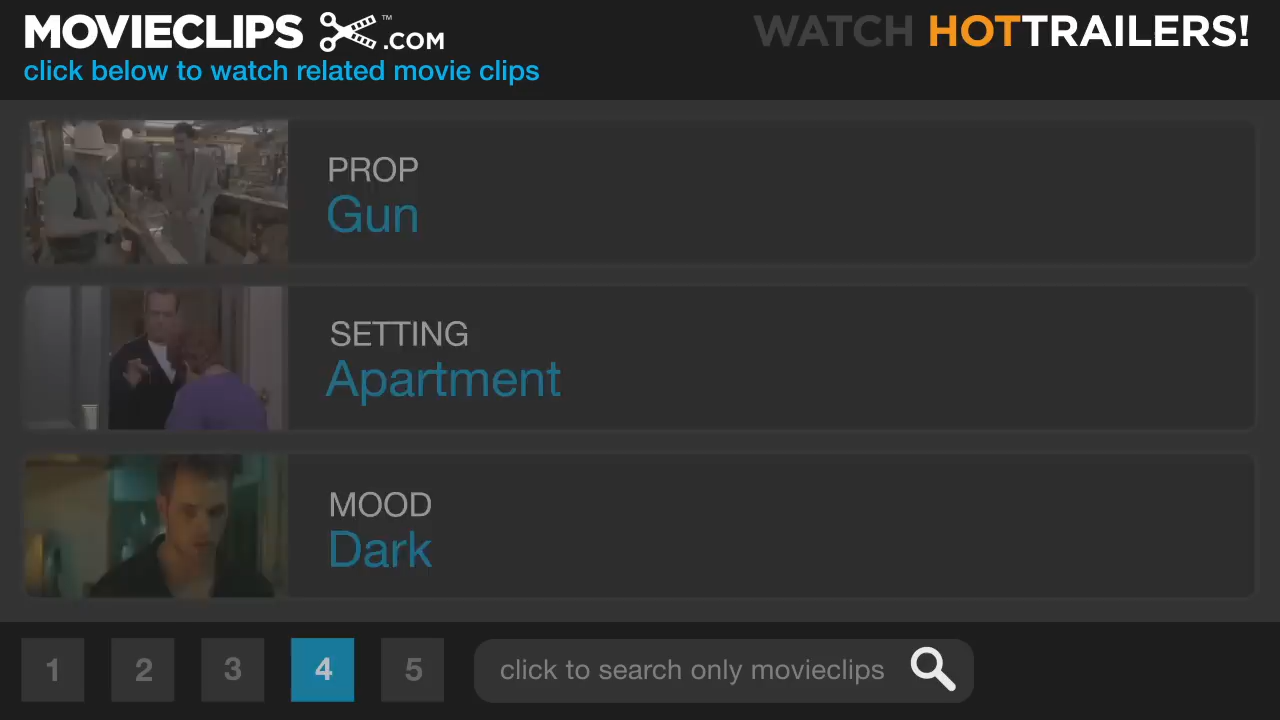 MOVIECLIPS ™ .COM
WATCH HOTTRAILERS!
click below to watch related movie clips
PROP
Gun
SETTING
Apartment
MOOD
Dark
1 2 3 4 5 click to search only movieclips